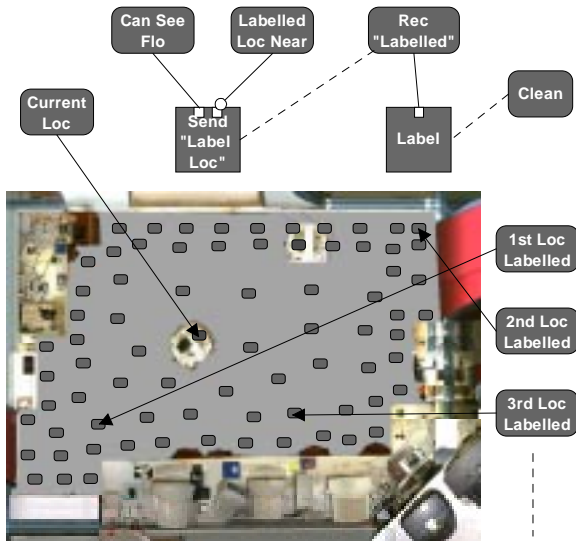 Can See
Flo
Labelled
Loc Near
Rec
"Labelled"
Clean
Current
Loc
Send
"Label
Loc"
Label
1st Loc
Labelled
2nd Loc
Labelled
3rd Loc
Labelled